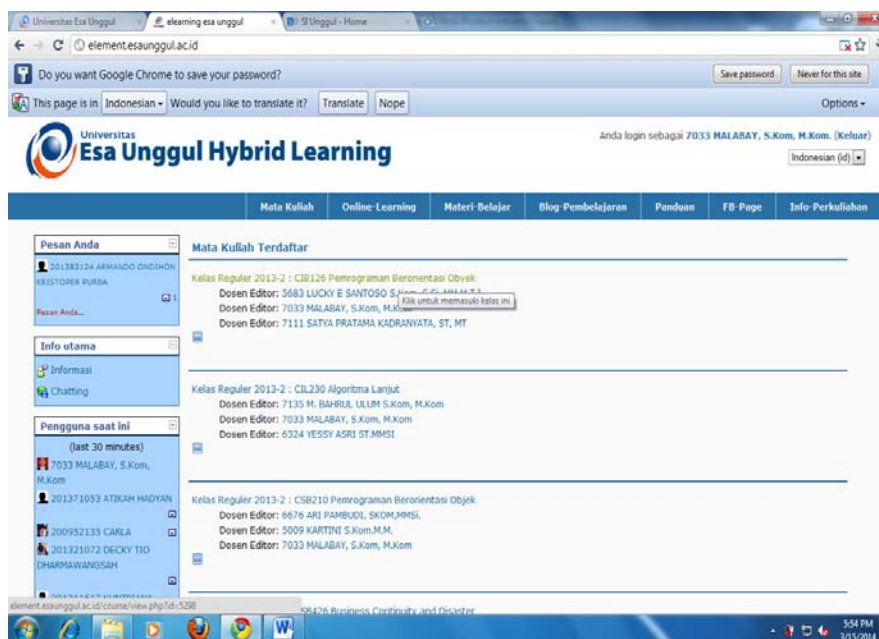 Universitas Esa Unggul
elearning esa unggul
SI Unggul - Home
element.esaunggul.ac.id
Do you want Google Chrome to save your password?
Save password
Never for this site
This page is in Indonesian Would you like to translate it? Translate Nope
Options
Universitas
Esa Unggul Hybrid Learning
Anda login sebagai 7033 MALABAY, S.Kom, M.Kom. (Keluar)
Indonesian (id)
Mata Kuliah Online-Learning Materi-Belajar Blog-Pembelajaran Panduan FB-Page Info-Perkuliahan
Pesan Anda
201383124 ARMANDO ONDIHON
KRISTOPER PURBA
1
Pesan Anda...
Info utama
Informasi
Chatting
Pengguna saat ini
(last 30 minutes)
7033 MALABAY, S.Kom,
M.Kom
201371053 ATIKAH HADYAN
200952135 CARLA
201321072 DECKY TIO
DHARMAWANGSAH
Mata Kuliah Terdaftar
Kelas Reguler 2013-2 : CIB126 Pemrograman Berorientasi Obyek
Dosen Editor: 5683 LUCKY E SANTOSO
Klik untuk memasuki kelas ini
Dosen Editor: 7033 MALABAY, S.Kom, M.Kom
Dosen Editor: 7111 SATYA PRATAMA KADRANYATA, ST, MT
Kelas Reguler 2013-2 : CIL230 Algoritma Lanjut
Dosen Editor: 7135 M. BAHRUL ULUM S.Kom, M.Kom
Dosen Editor: 7033 MALABAY, S.Kom, M.Kom
Dosen Editor: 6324 YESSY ASRI ST.MMSI
Kelas Reguler 2013-2 : CSB210 Pemrograman Berorientasi Objek
Dosen Editor: 6676 ARI PAMBUDI, SKOM,MMSi.
Dosen Editor: 5009 KARTINI S.Kom.M.M.
Dosen Editor: 7033 MALABAY, S.Kom, M.Kom
Business Continuity and Disaster
element.esaunggul.ac.id/course/view.php?id=5298
5:54 PM
3/15/2014